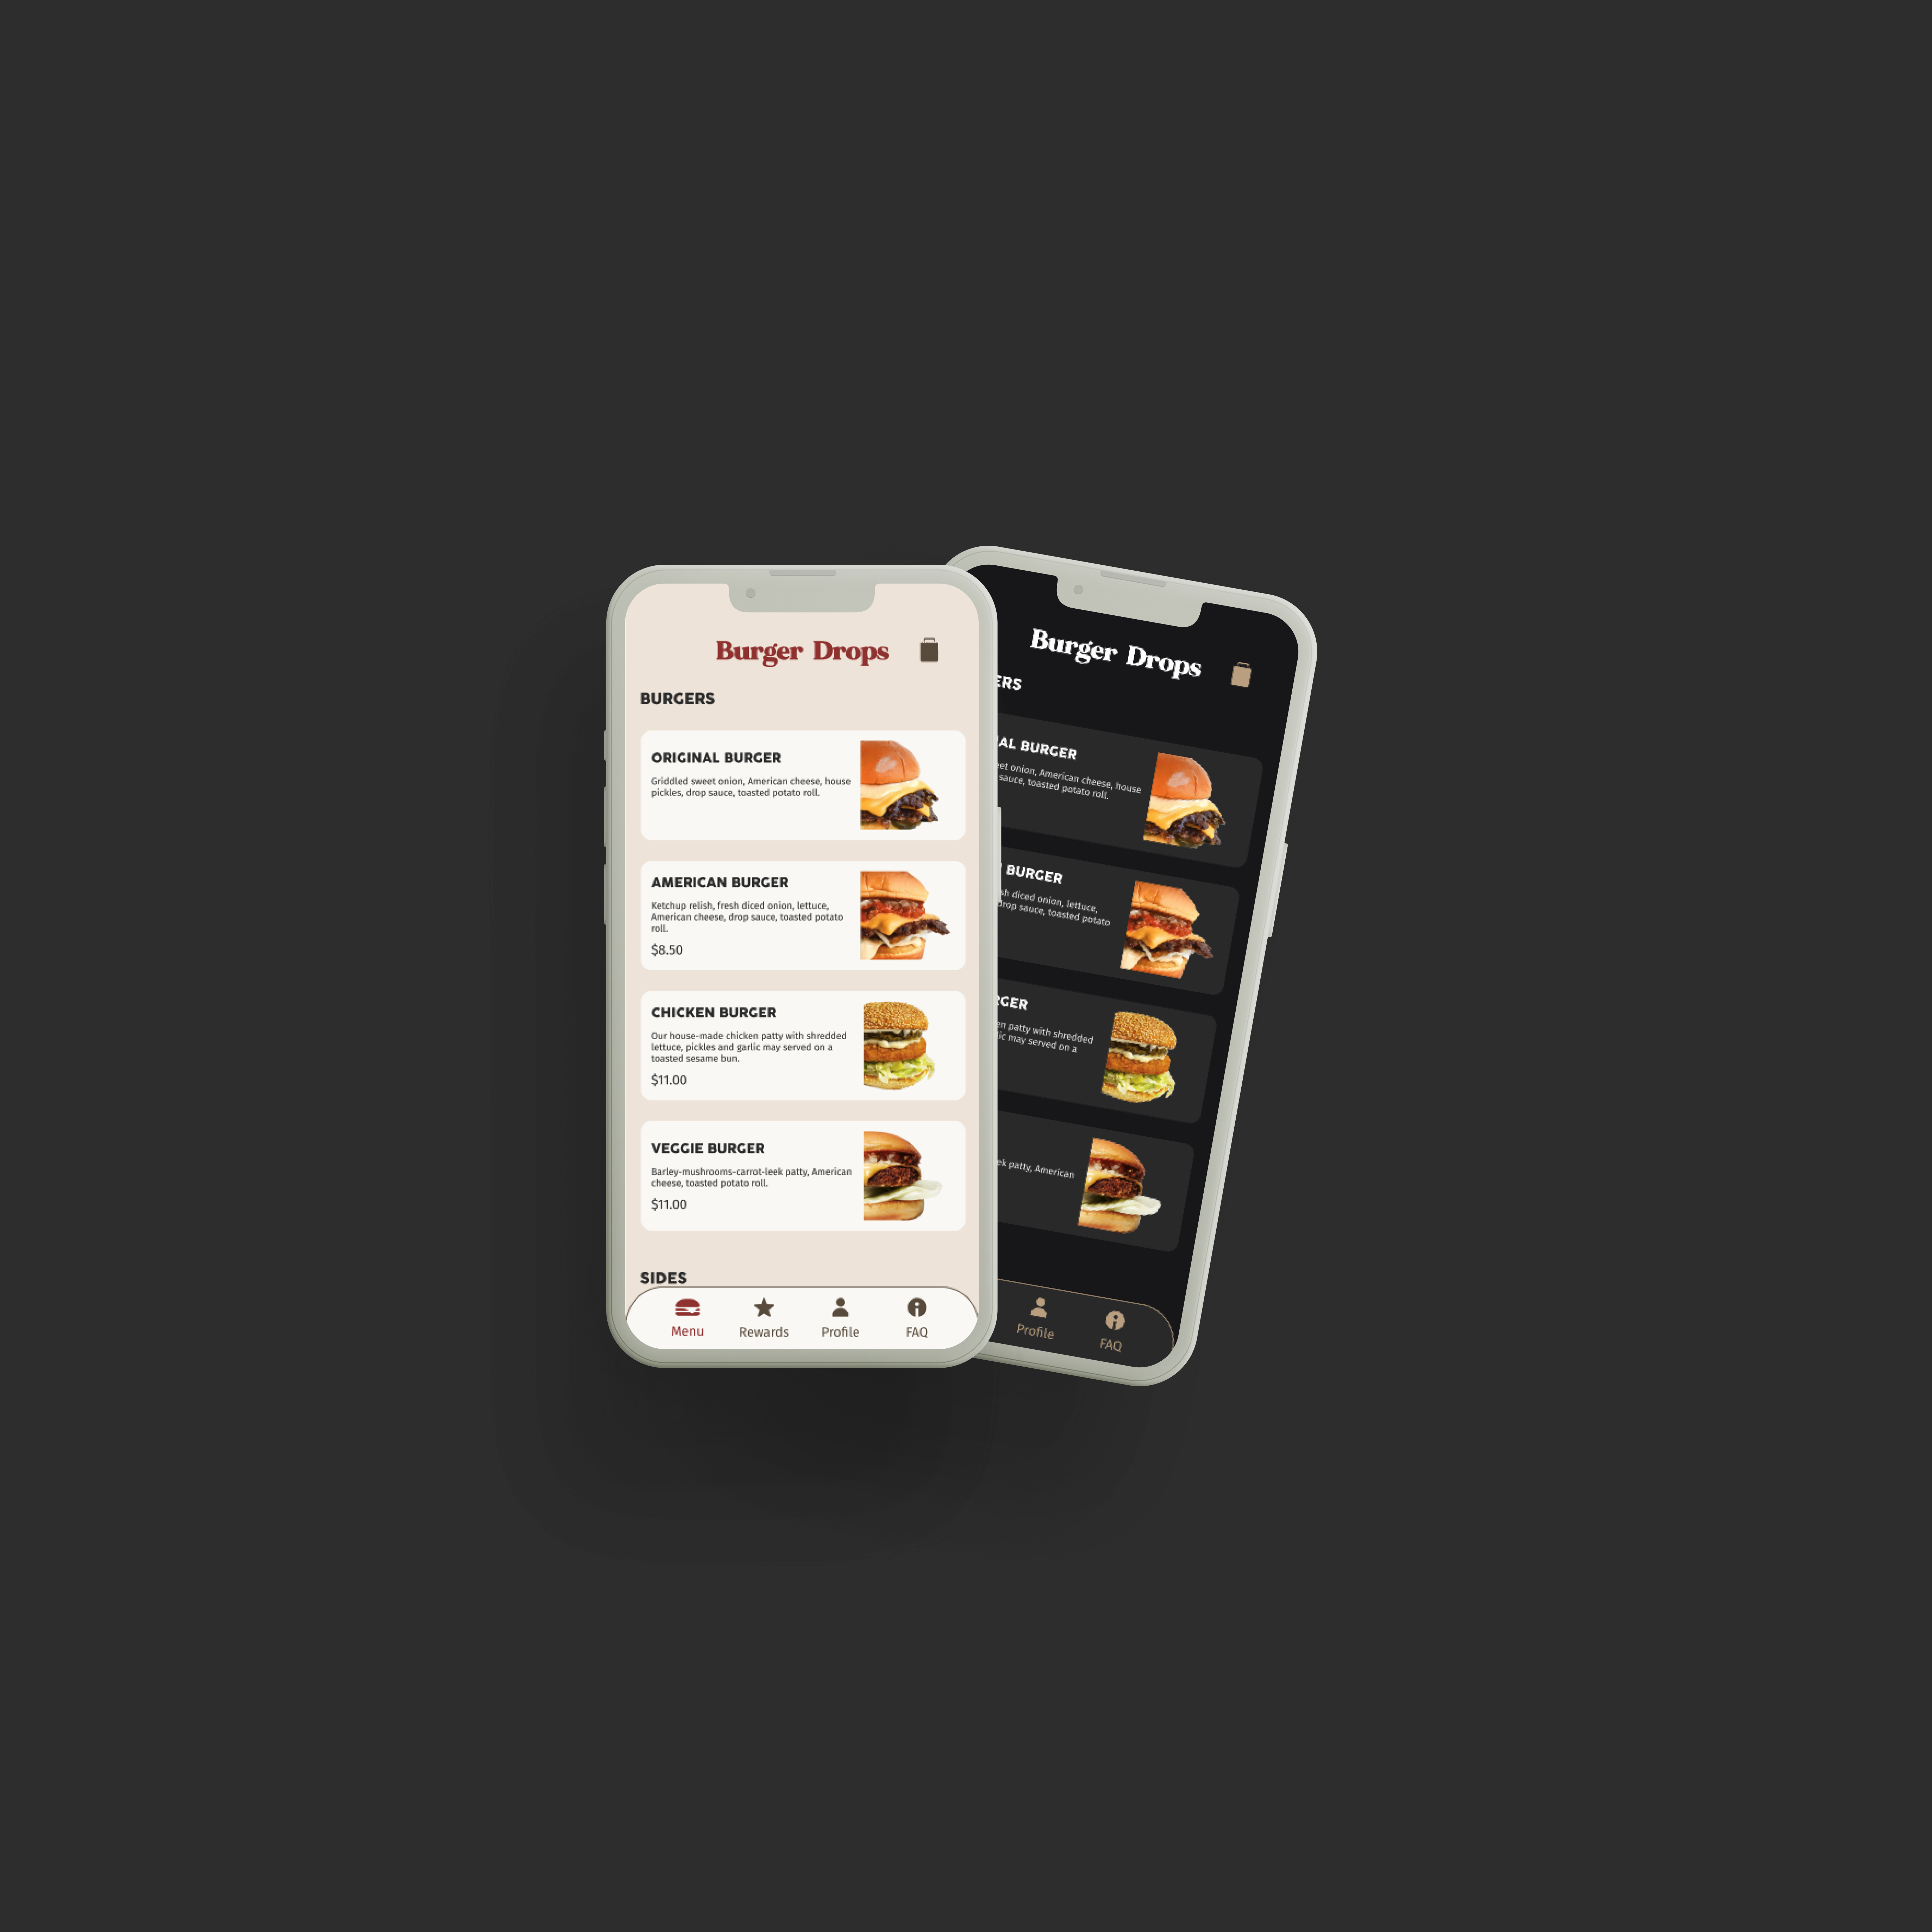 Burger Drops
BURGERS
ORIGINAL BURGER
Griddled sweet onion, American cheese, house
pickles, drop sauce, toasted potato roll.
AMERICAN BURGER
Ketchup relish, fresh diced onion, lettuce,
American cheese, drop sauce, toasted potato
roll.
$8.50
CHICKEN BURGER
Our house-made chicken patty with shredded
lettuce, pickles and garlic may served on a
toasted sesame bun.
$11.00
VEGGIE BURGER
Barley-mushrooms-carrot-leek patty, American
cheese, toasted potato roll.
$11.00
SIDES
Menu
Rewards
Profile
FAQ
Burger Drops
ERS
AL BURGER
et onion, American cheese, house
sauce, toasted potato roll.
BURGER
sh diced onion, lettuce,
drop sauce, toasted potato
RGER
en patty with shredded
lic may served on a
ek patty, American
Profile
FAQ